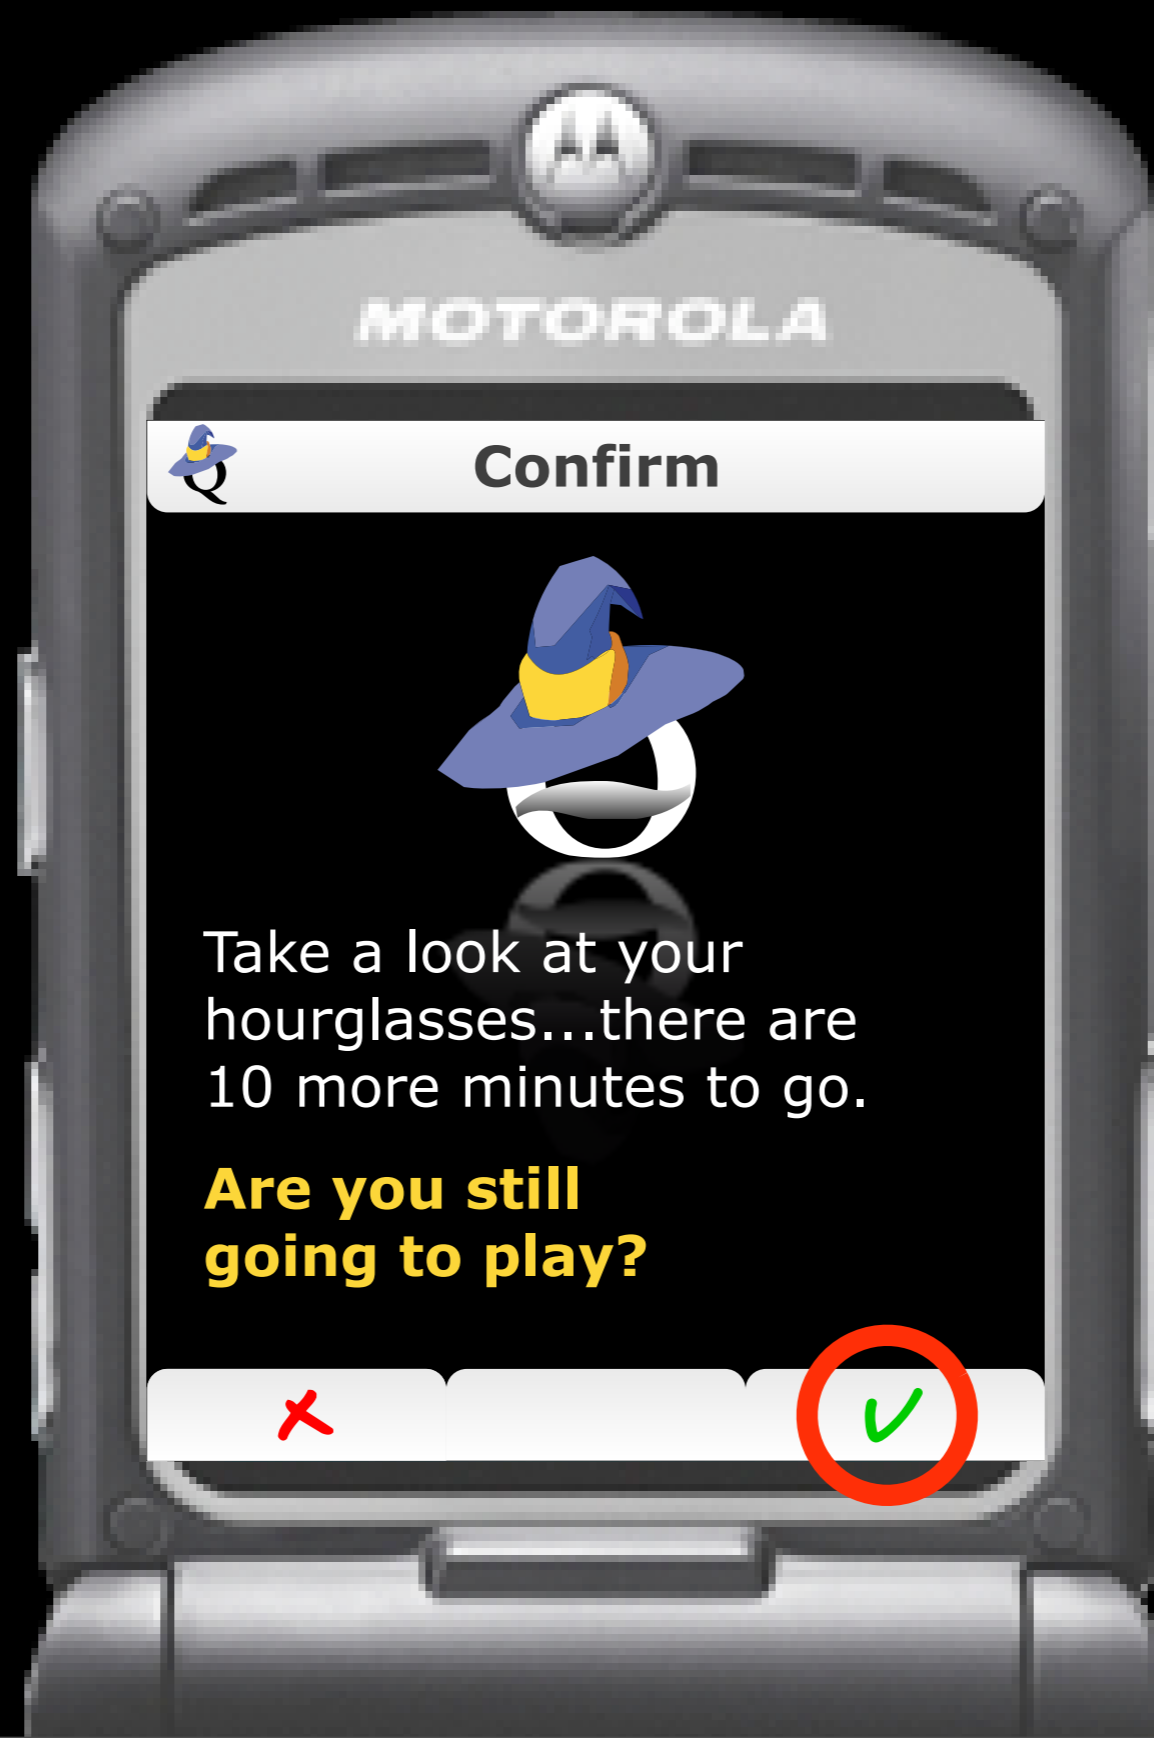 MOTOROLA
Q
Confirm
Take a look at your
hourglasses...there are
10 more minutes to go.
Are you still
going to play?